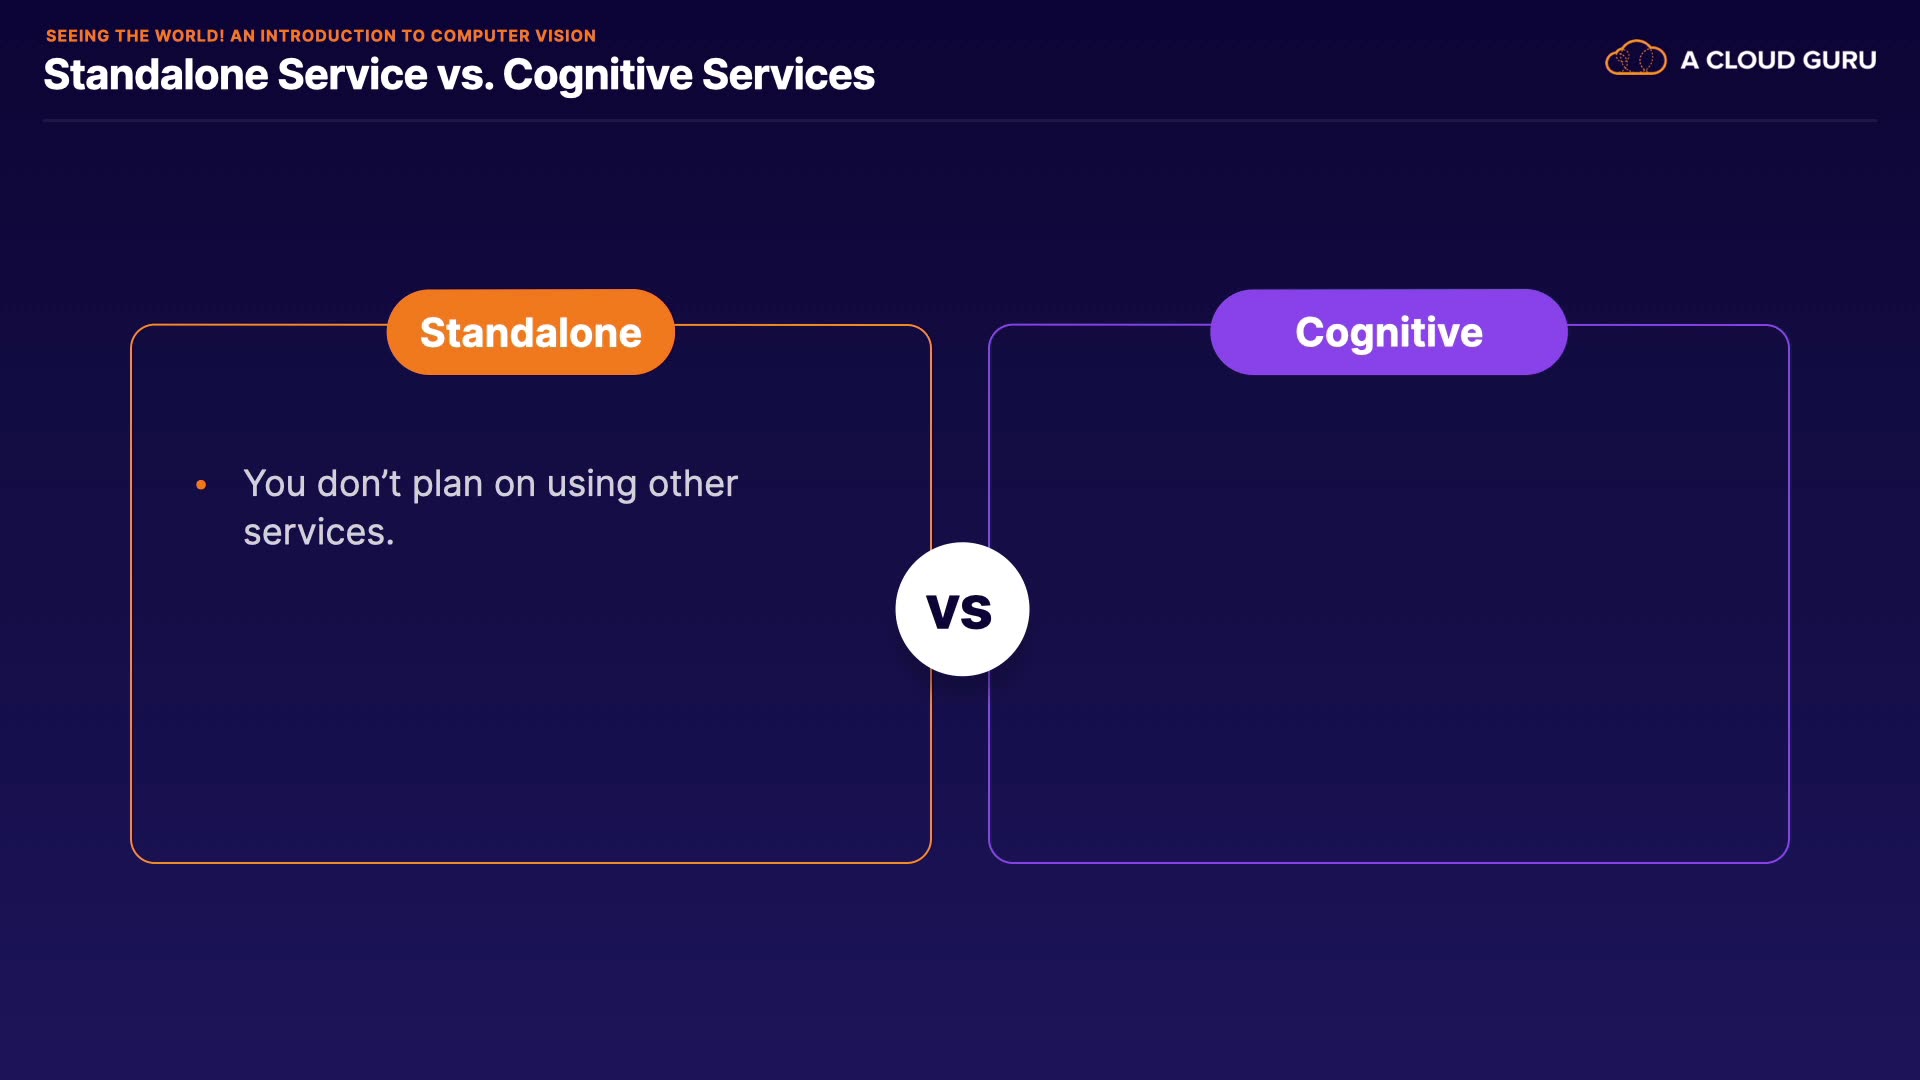 SEEING THE WORLD! AN INTRODUCTION TO COMPUTER VISION
Standalone Service vs. Cognitive Services
A CLOUD GURU
Standalone
• You don’t plan on using other
services.
vs
Cognitive